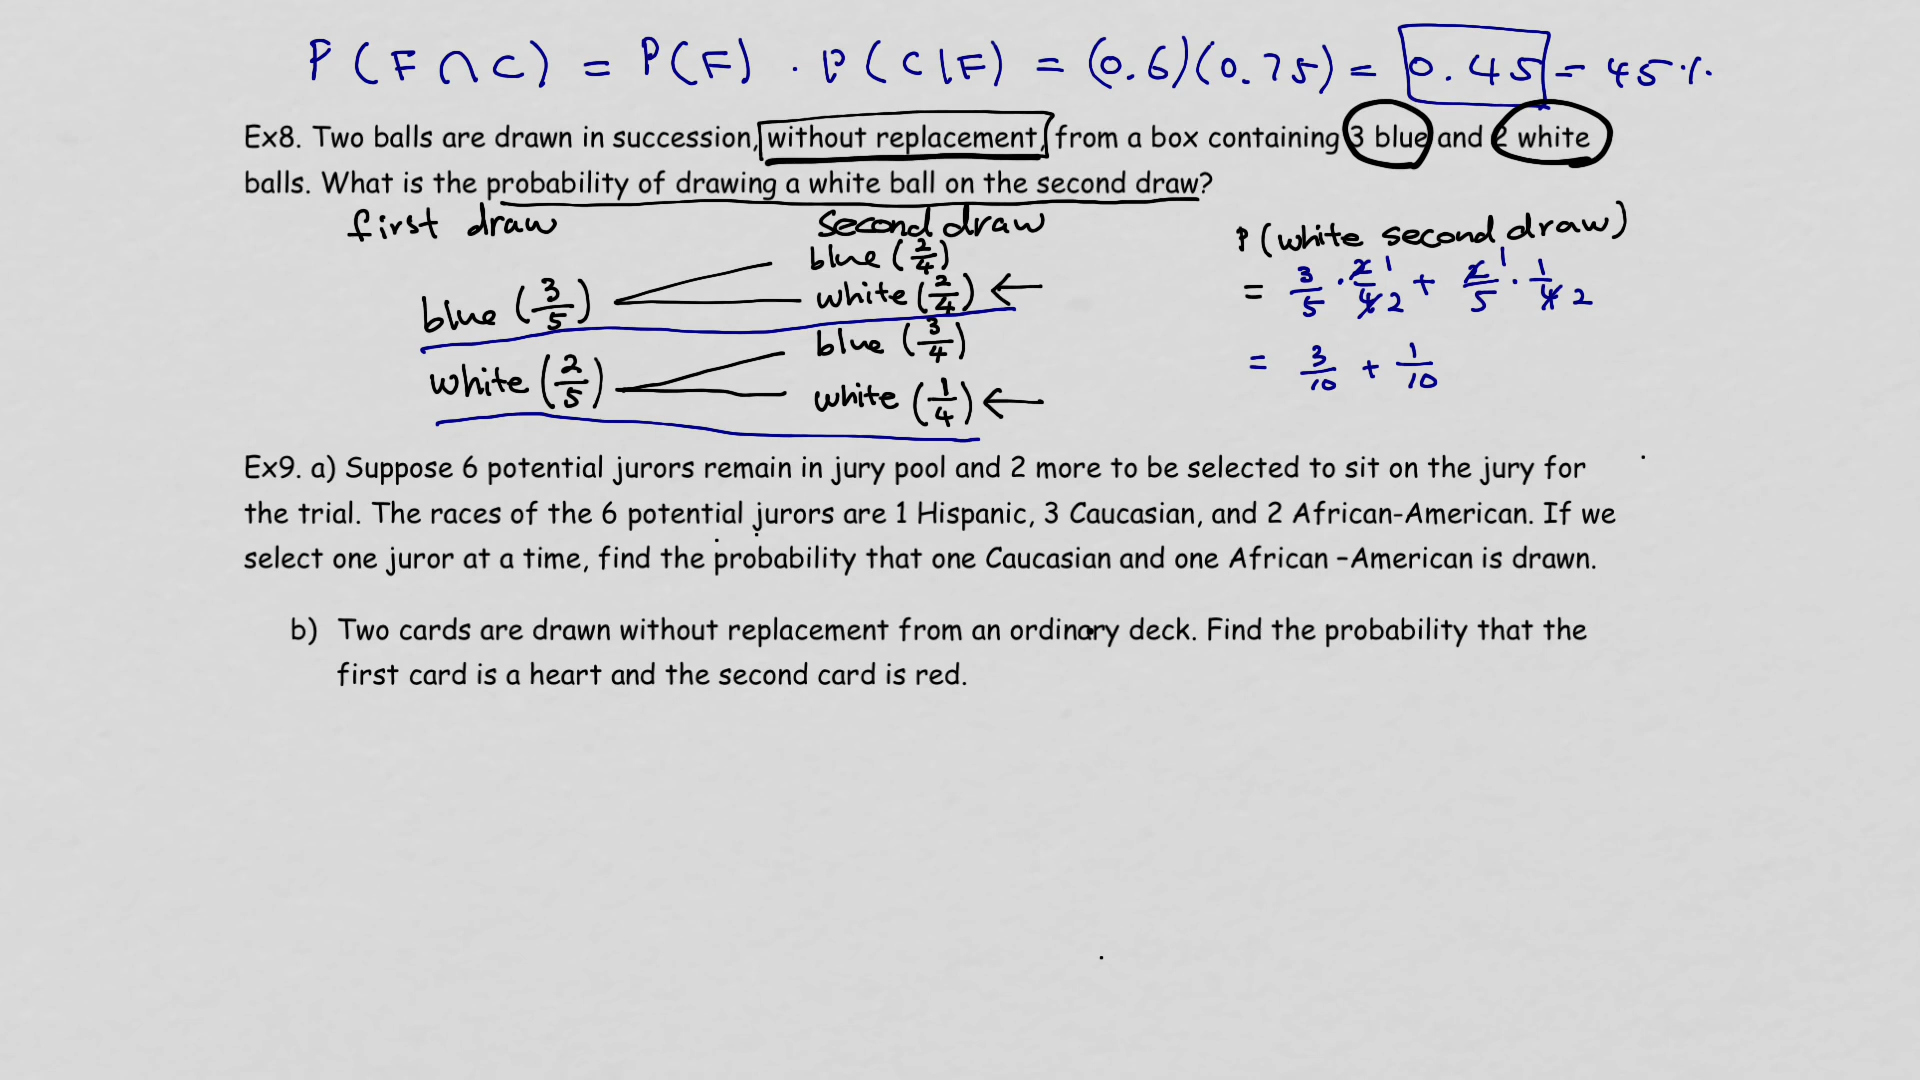 P(F∩C) = P(F) · P(C|F) = (0.6)(0.75) = 0.45 = 45%
Ex8. Two balls are drawn in succession, without replacement, from a box containing 3 blue and 2 white
balls. What is the probability of drawing a white ball on the second draw?
first draw second draw
P(white second draw)
blue (2/4)
blue (3/5) white (2/4) ←
= 3/5 · 2/4 1 2 + 2/5 1 · 1/4 2
blue (3/4)
white (2/5) white (1/4) ←
= 3/10 + 1/10
Ex9. a) Suppose 6 potential jurors remain in jury pool and 2 more to be selected to sit on the jury for
the trial. The races of the 6 potential jurors are 1 Hispanic, 3 Caucasian, and 2 African-American. If we
select one juror at a time, find the probability that one Caucasian and one African –American is drawn.
b) Two cards are drawn without replacement from an ordinary deck. Find the probability that the
first card is a heart and the second card is red.